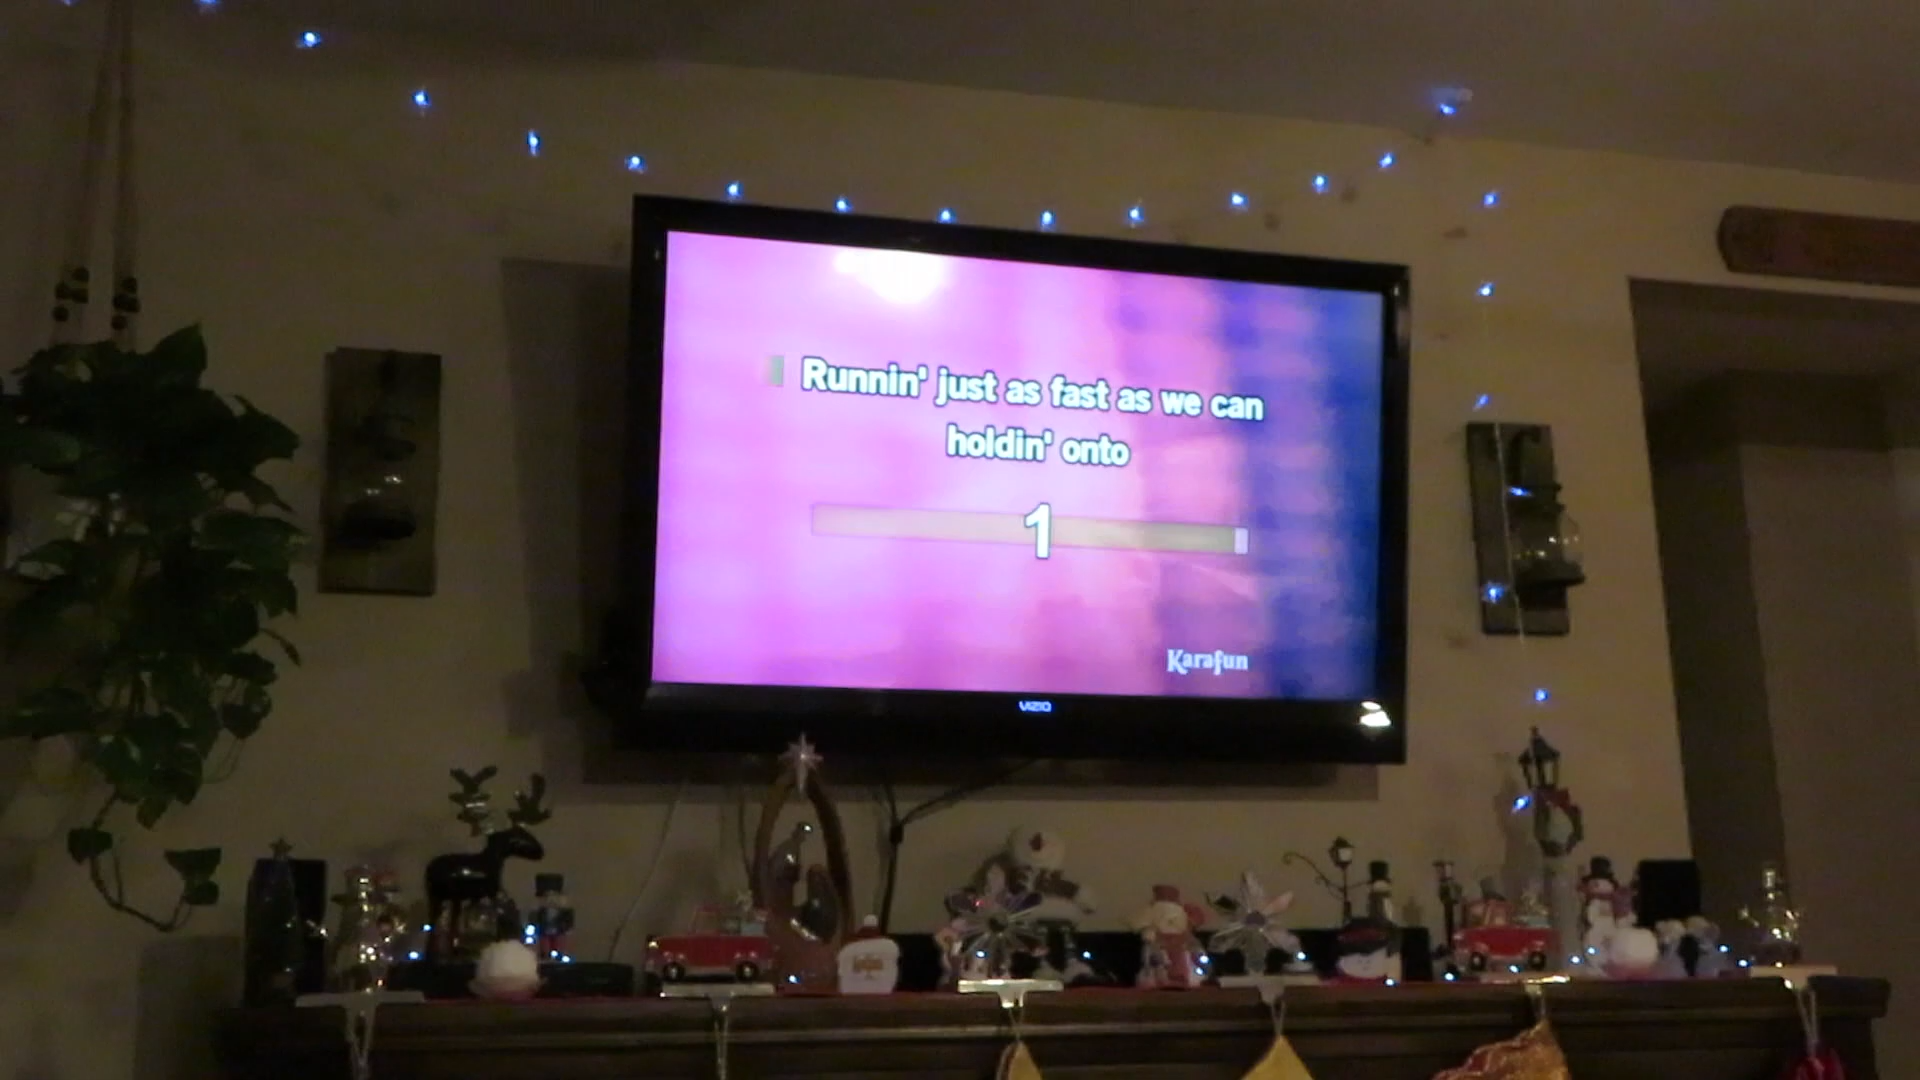 Runnin' just as fast as we can
holdin' onto
1
Karafun
VIZIO